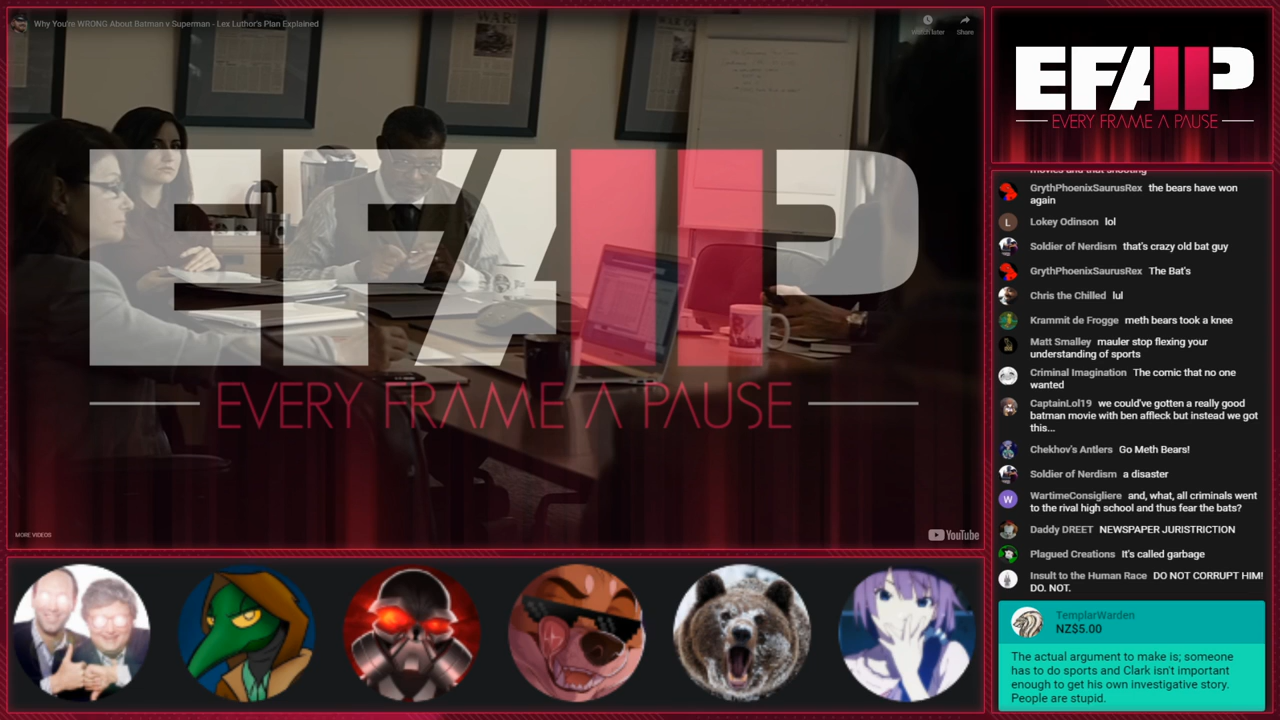 Why You're WRONG About Batman v Superman - Lex Luthor's Plan Explained
Watch later
Share
WAR!
EFAP
EVERY FRAME A PAUSE
MORE VIDEOS
YouTube
EFAP
EVERY FRAME A PAUSE
movies and that shooting
GrythPhoenixSaurusRex the bears have won
again
L
Lokey Odinson lol
Soldier of Nerdism that's crazy old bat guy
GrythPhoenixSaurusRex The Bat's
Chris the Chilled lul
Krammit de Frogge meth bears took a knee
Matt Smalley mauler stop flexing your
understanding of sports
Criminal Imagination The comic that no one
wanted
CaptainLol19 we could've gotten a really good
batman movie with ben affleck but instead we got
this...
Chekhov's Antlers Go Meth Bears!
Soldier of Nerdism a disaster
W
WartimeConsigliere and, what, all criminals went
to the rival high school and thus fear the bats?
Daddy DREET NEWSPAPER JURISTRICTION
Plagued Creations It's called garbage
Insult to the Human Race DO NOT CORRUPT HIM!
DO. NOT.
TemplarWarden
NZ$5.00
The actual argument to make is; someone
has to do sports and Clark isn't important
enough to get his own investigative story.
People are stupid.